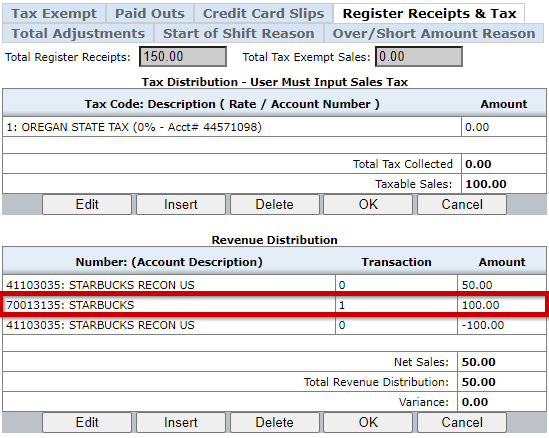 Tax Exempt Paid Outs Credit Card Slips Register Receipts & Tax
Total Adjustments Start of Shift Reason Over/Short Amount Reason
Total Register Receipts: 150.00 Total Tax Exempt Sales: 0.00
Tax Distribution - User Must Input Sales Tax
Tax Code: Description ( Rate / Account Number ) Amount
1: OREGAN STATE TAX (0% - Acct# 44571098) 0.00
Total Tax Collected 0.00
Taxable Sales: 100.00
Edit Insert Delete OK Cancel
Revenue Distribution
Number: (Account Description) Transaction Amount
41103035: STARBUCKS RECON US 0 50.00
70013135: STARBUCKS 1 100.00
41103035: STARBUCKS RECON US 0 -100.00
Net Sales: 50.00
Total Revenue Distribution: 50.00
Variance: 0.00
Edit Insert Delete OK Cancel